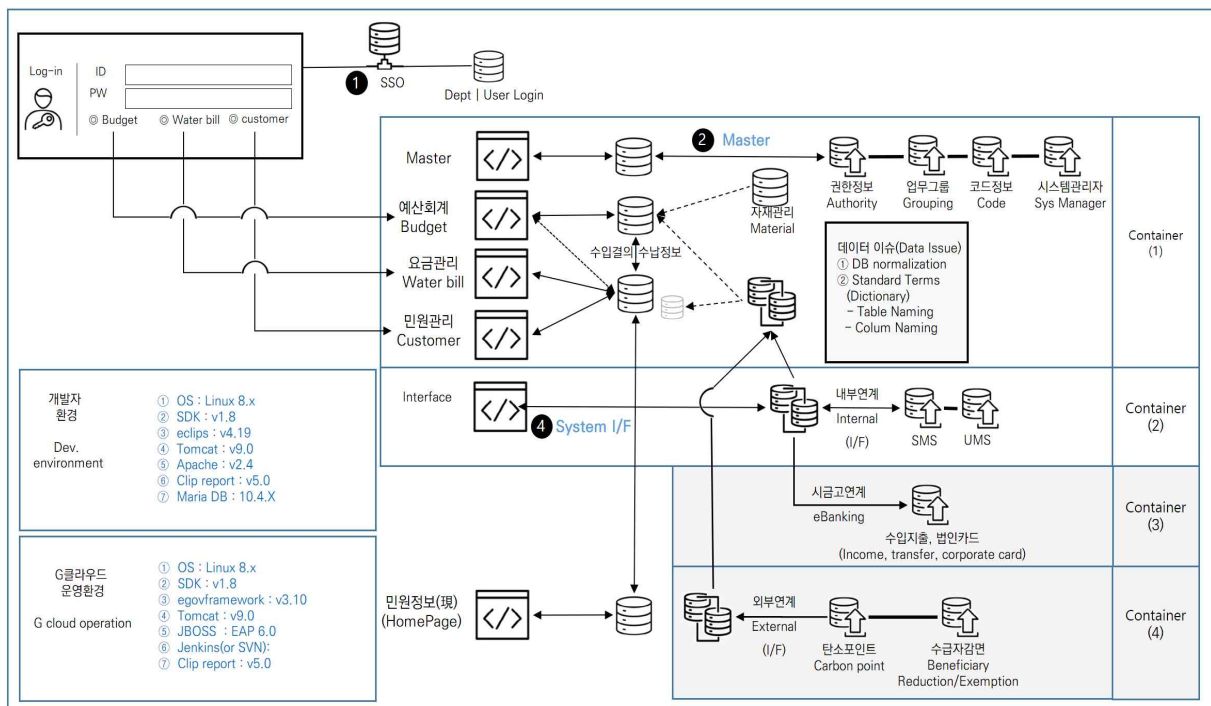 Log-in
ID
PW
◎ Budget ◎ Water bill ◎ customer
1 SSO
Dept | User Login
Master
2 Master
권한정보
Authority
업무그룹
Grouping
코드정보
Code
시스템관리자
Sys Manager
예산회계
Budget
자재관리
Material
수입결의 수납정보
요금관리
Water bill
민원관리
Customer
데이터 이슈(Data Issue)
① DB normalization
② Standard Terms
(Dictionary)
- Table Naming
- Colum Naming
Container
(1)
Interface
4 System I/F
내부연계
Internal
(I/F)
SMS
UMS
Container
(2)
시금고연계
eBanking
수입지출, 법인카드
(Income, transfer, corporate card)
Container
(3)
개발자
환경
Dev.
environment
① OS : Linux 8.x
② SDK : v1.8
③ eclips : v4.19
④ Tomcat : v9.0
⑤ Apache : v2.4
⑥ Clip report : v5.0
⑦ Maria DB : 10.4.X
G클라우드
운영환경
G cloud operation
① OS : Linux 8.x
② SDK : v1.8
③ egovframework : v3.10
④ Tomcat : v9.0
⑤ JBOSS : EAP 6.0
⑥ Jenkins(or SVN):
⑦ Clip report : v5.0
민원정보(現)
(HomePage)
외부연계
External
(I/F)
탄소포인트
Carbon point
수급자감면
Beneficiary
Reduction/Exemption
Container
(4)